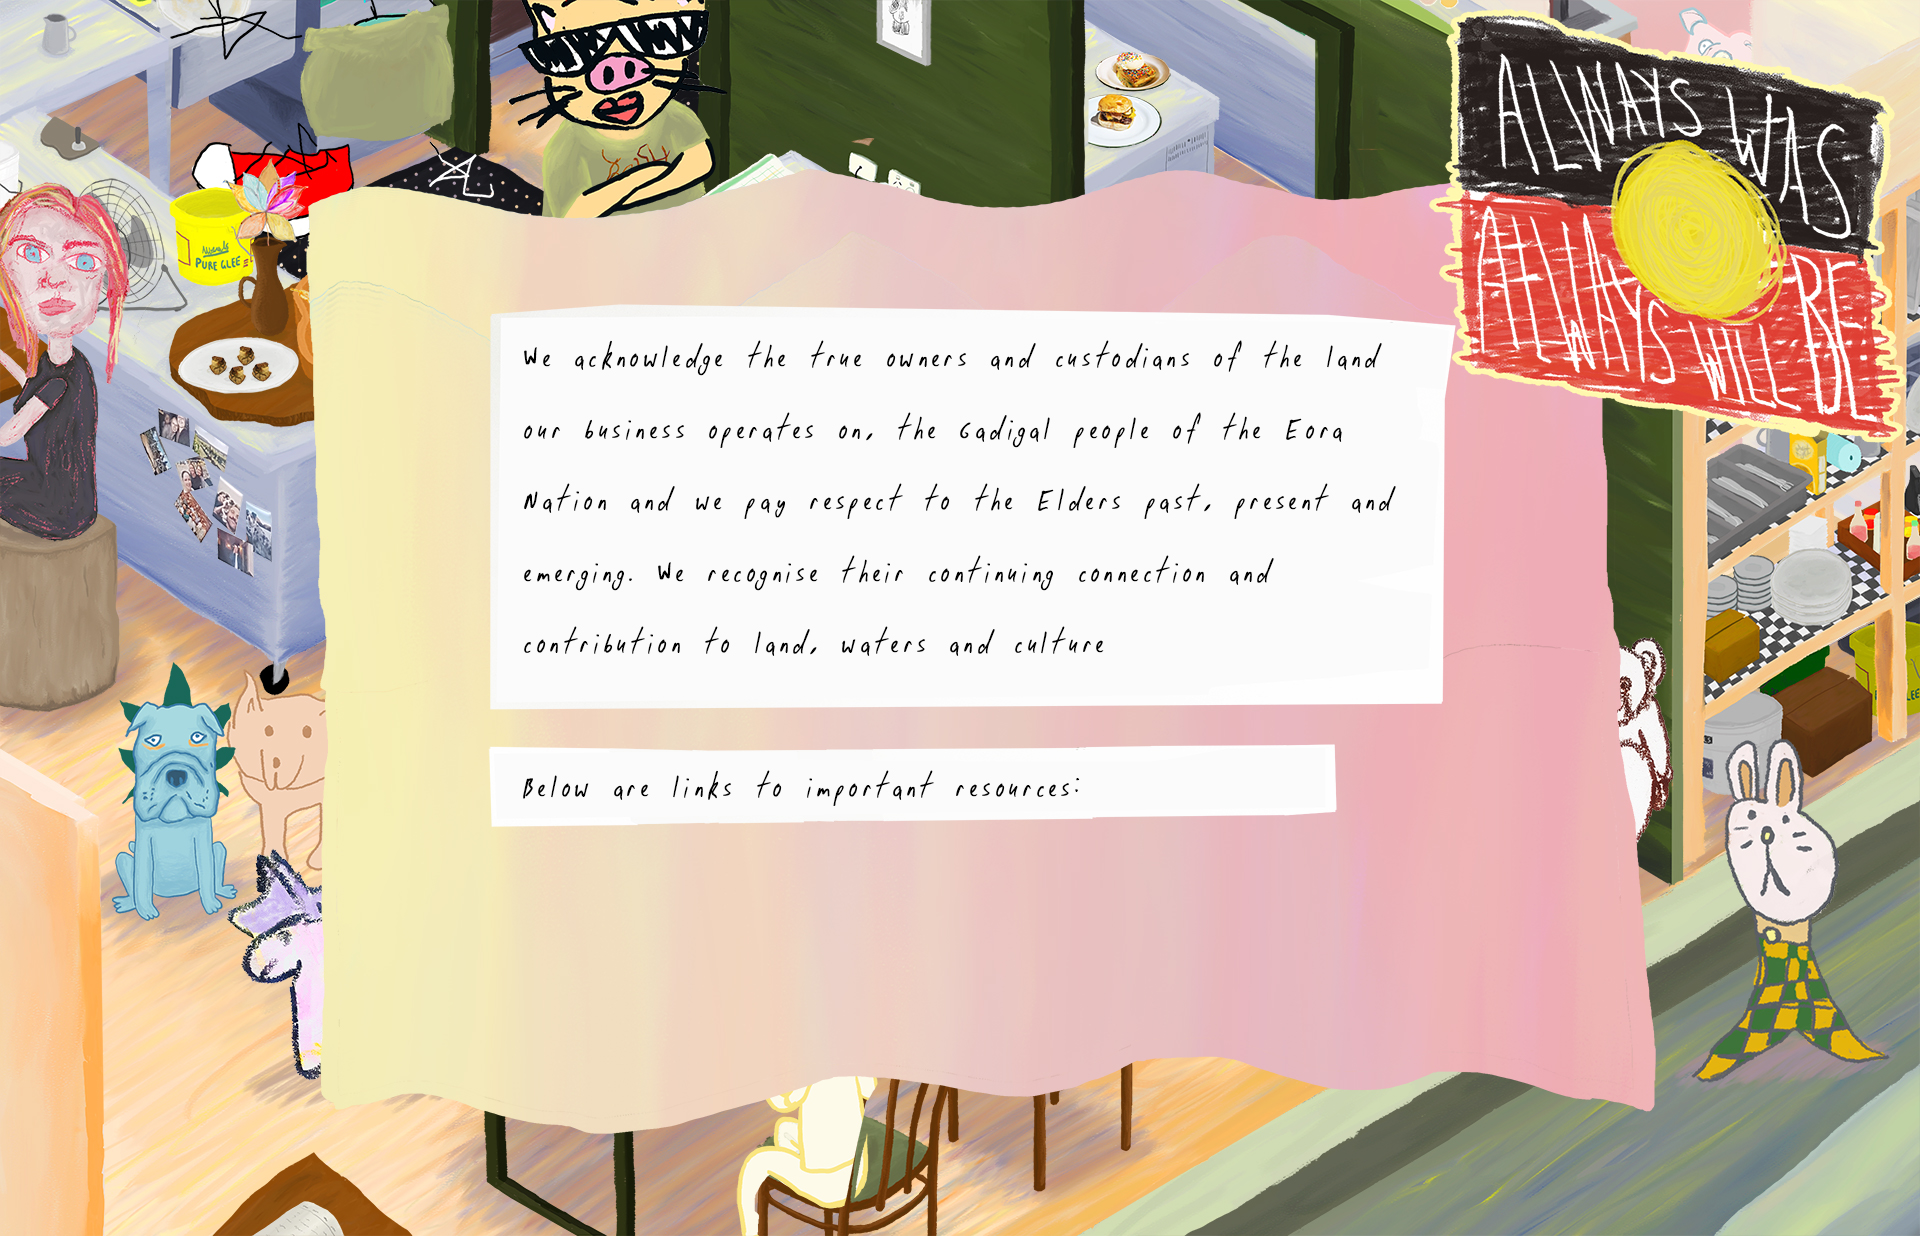 ALWAYS WAS
ALWAYS WILL BE
PURE GLEE
We acknowledge the true owners and custodians of the land
our business operates on, the Gadigal people of the Eora
Nation and we pay respect to the Elders past, present and
emerging. We recognise their continuing connection and
contribution to land, waters and culture
Below are links to important resources: